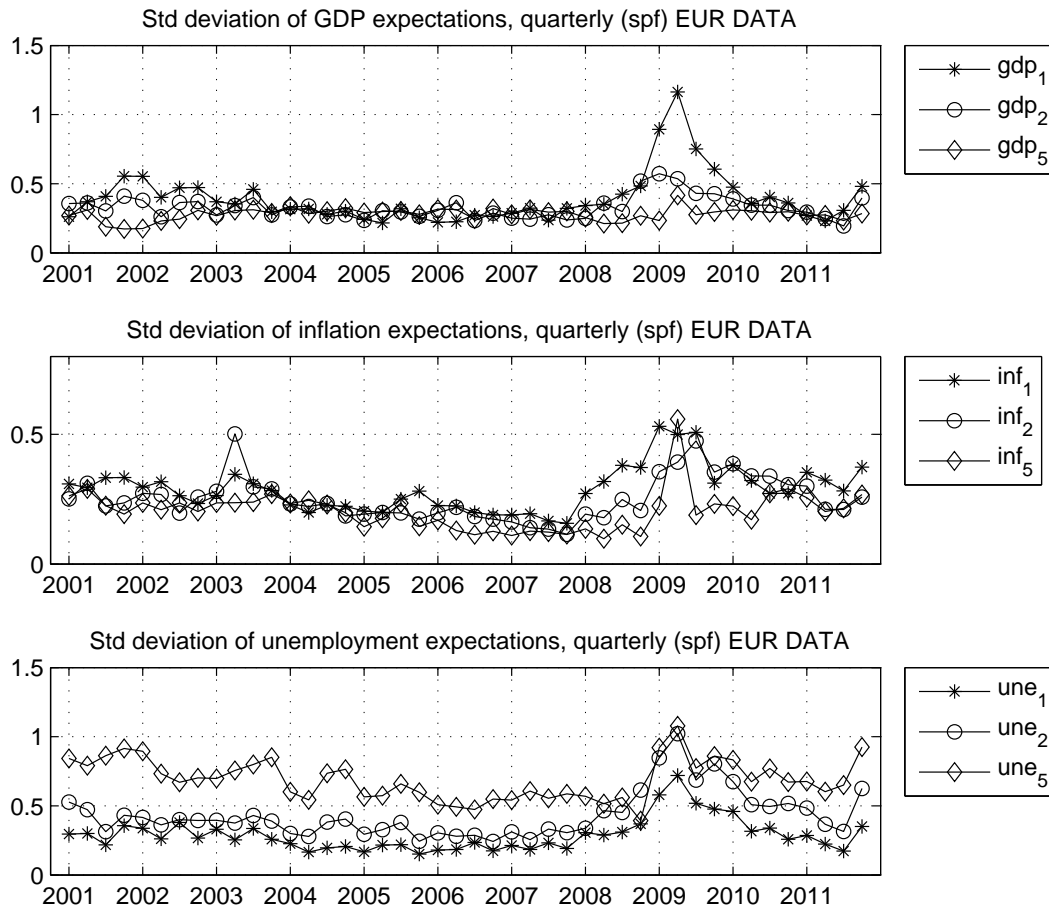 Std deviation of GDP expectations, quarterly (spf) EUR DATA
1.5
1
0.5
0
2001 2002 2003 2004 2005 2006 2007 2008 2009 2010 2011
gdp1
gdp2
gdp5
Std deviation of inflation expectations, quarterly (spf) EUR DATA
0.5
0
2001 2002 2003 2004 2005 2006 2007 2008 2009 2010 2011
inf1
inf2
inf5
Std deviation of unemployment expectations, quarterly (spf) EUR DATA
1.5
1
0.5
0
2001 2002 2003 2004 2005 2006 2007 2008 2009 2010 2011
une1
une2
une5